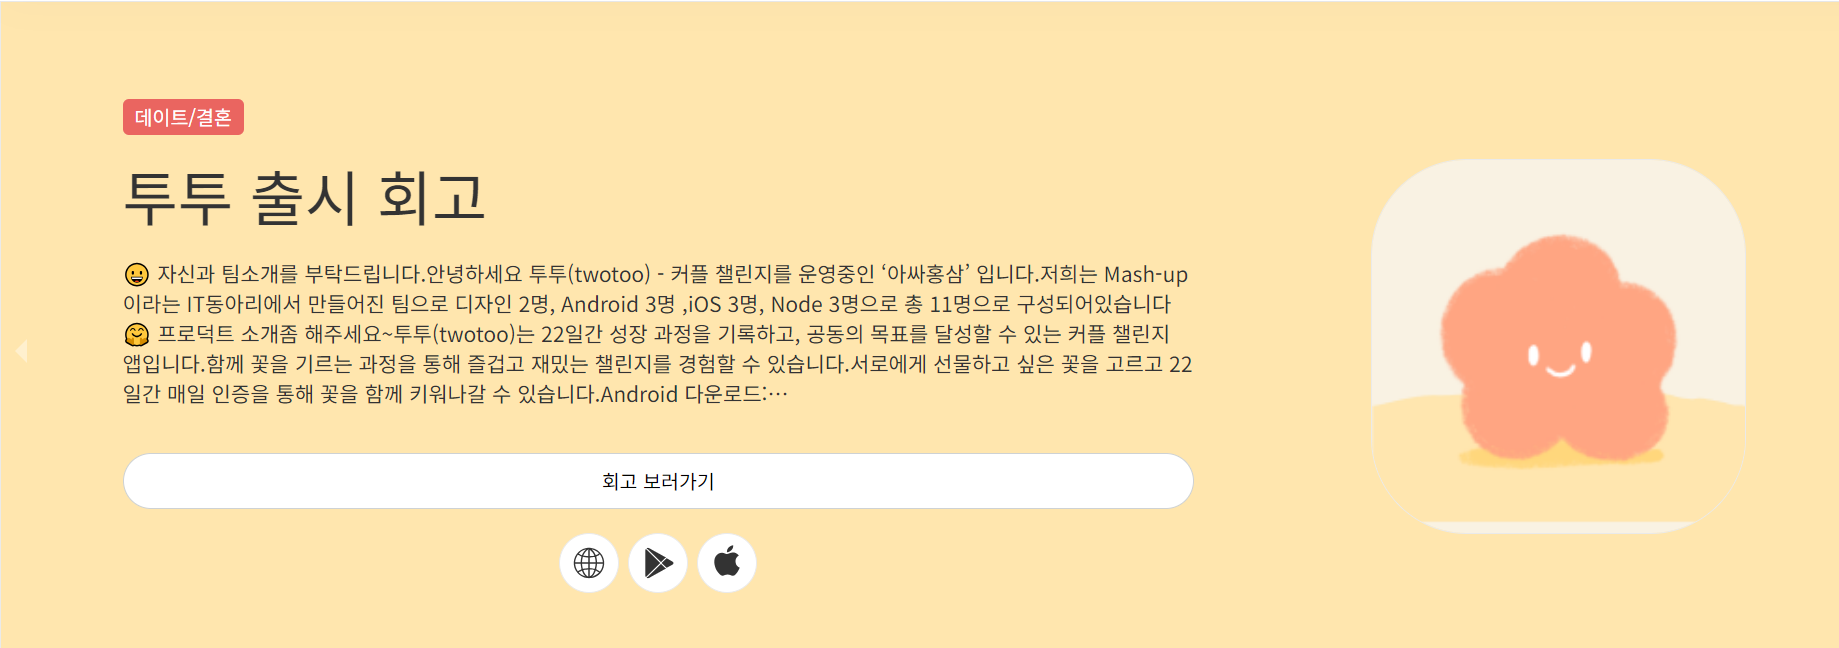 데이트/결혼
투투 출시 회고
😀 자신과 팀소개를 부탁드립니다.안녕하세요 투투(twotoo) - 커플 챌린지를 운영중인 ‘아싸홍삼’ 입니다.저희는 Mash-up
이라는 IT동아리에서 만들어진 팀으로 디자인 2명, Android 3명 ,iOS 3명, Node 3명으로 총 11명으로 구성되어있습니다
🤗 프로덕트 소개좀 해주세요~투투(twotoo)는 22일간 성장 과정을 기록하고, 공동의 목표를 달성할 수 있는 커플 챌린지
앱입니다.함께 꽃을 기르는 과정을 통해 즐겁고 재밌는 챌린지를 경험할 수 있습니다.서로에게 선물하고 싶은 꽃을 고르고 22
일간 매일 인증을 통해 꽃을 함께 키워나갈 수 있습니다.Android 다운로드:…
회고 보러가기